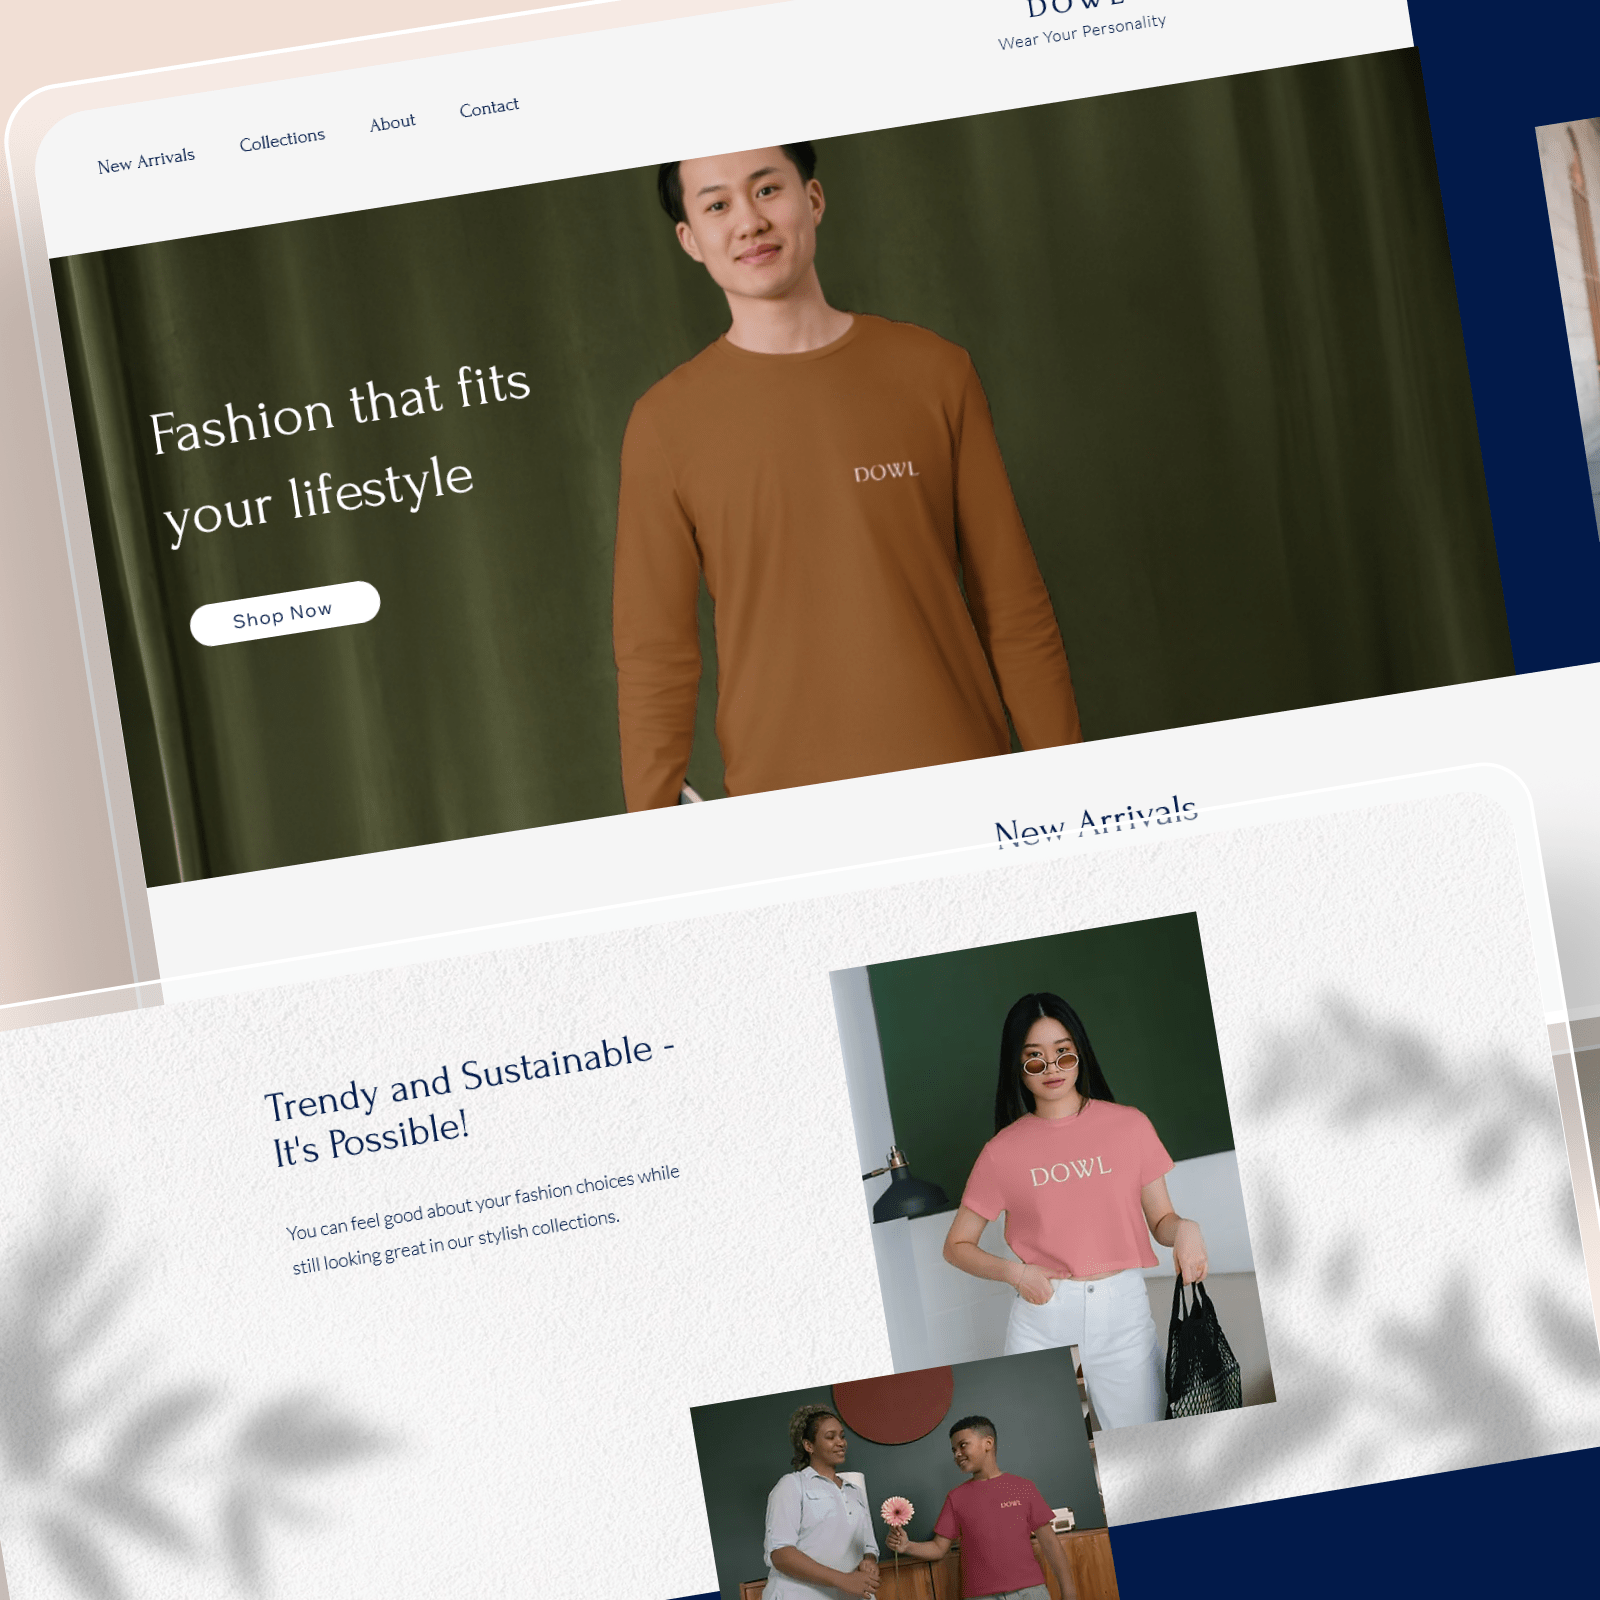 DOWL
Wear Your Personality
New Arrivals
Collections
About
Contact
Fashion that fits
your lifestyle
Shop Now
DOWL
New Arrivals
Trendy and Sustainable -
It's Possible!
You can feel good about your fashion choices while
still looking great in our stylish collections.
DOWL
DOWL